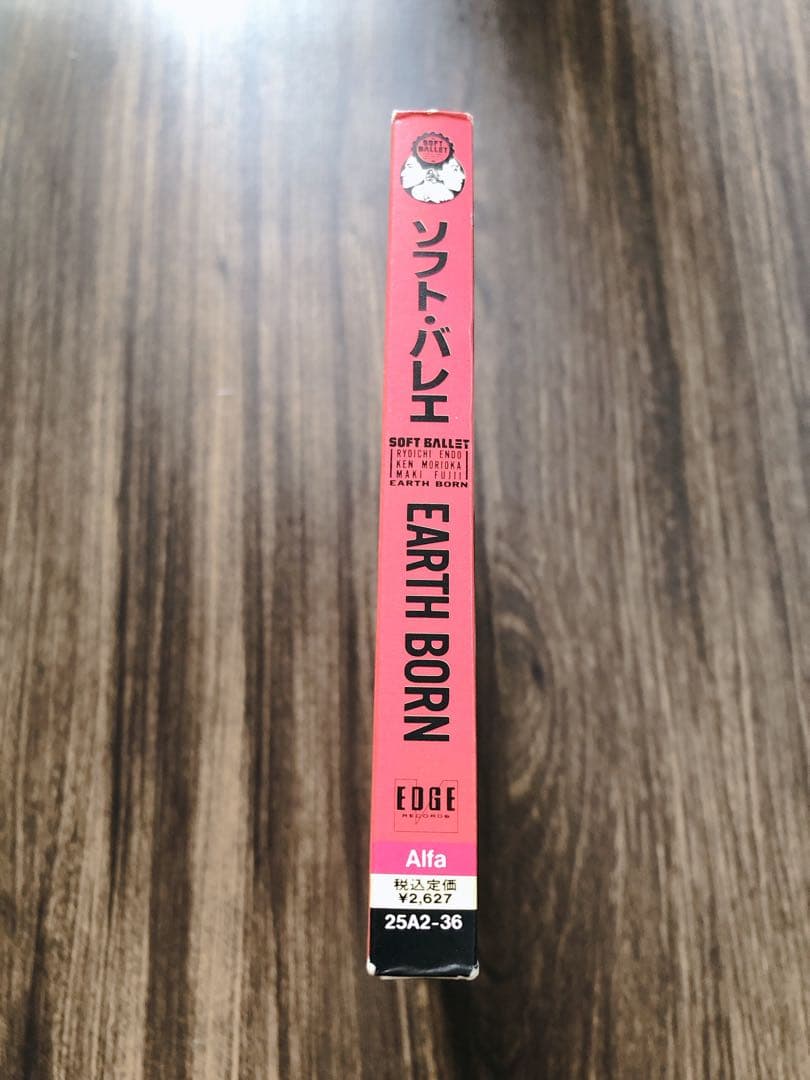 SOFT
BALLET
ソフト・バレエ
SOFT BALLET
RYOICHI ENDO
KEN MORIOKA
MAKI FUJII
EARTH BORN
EARTH BORN
EDGE
RECORDS
Alfa
税込定価
¥2,627
25A2-36